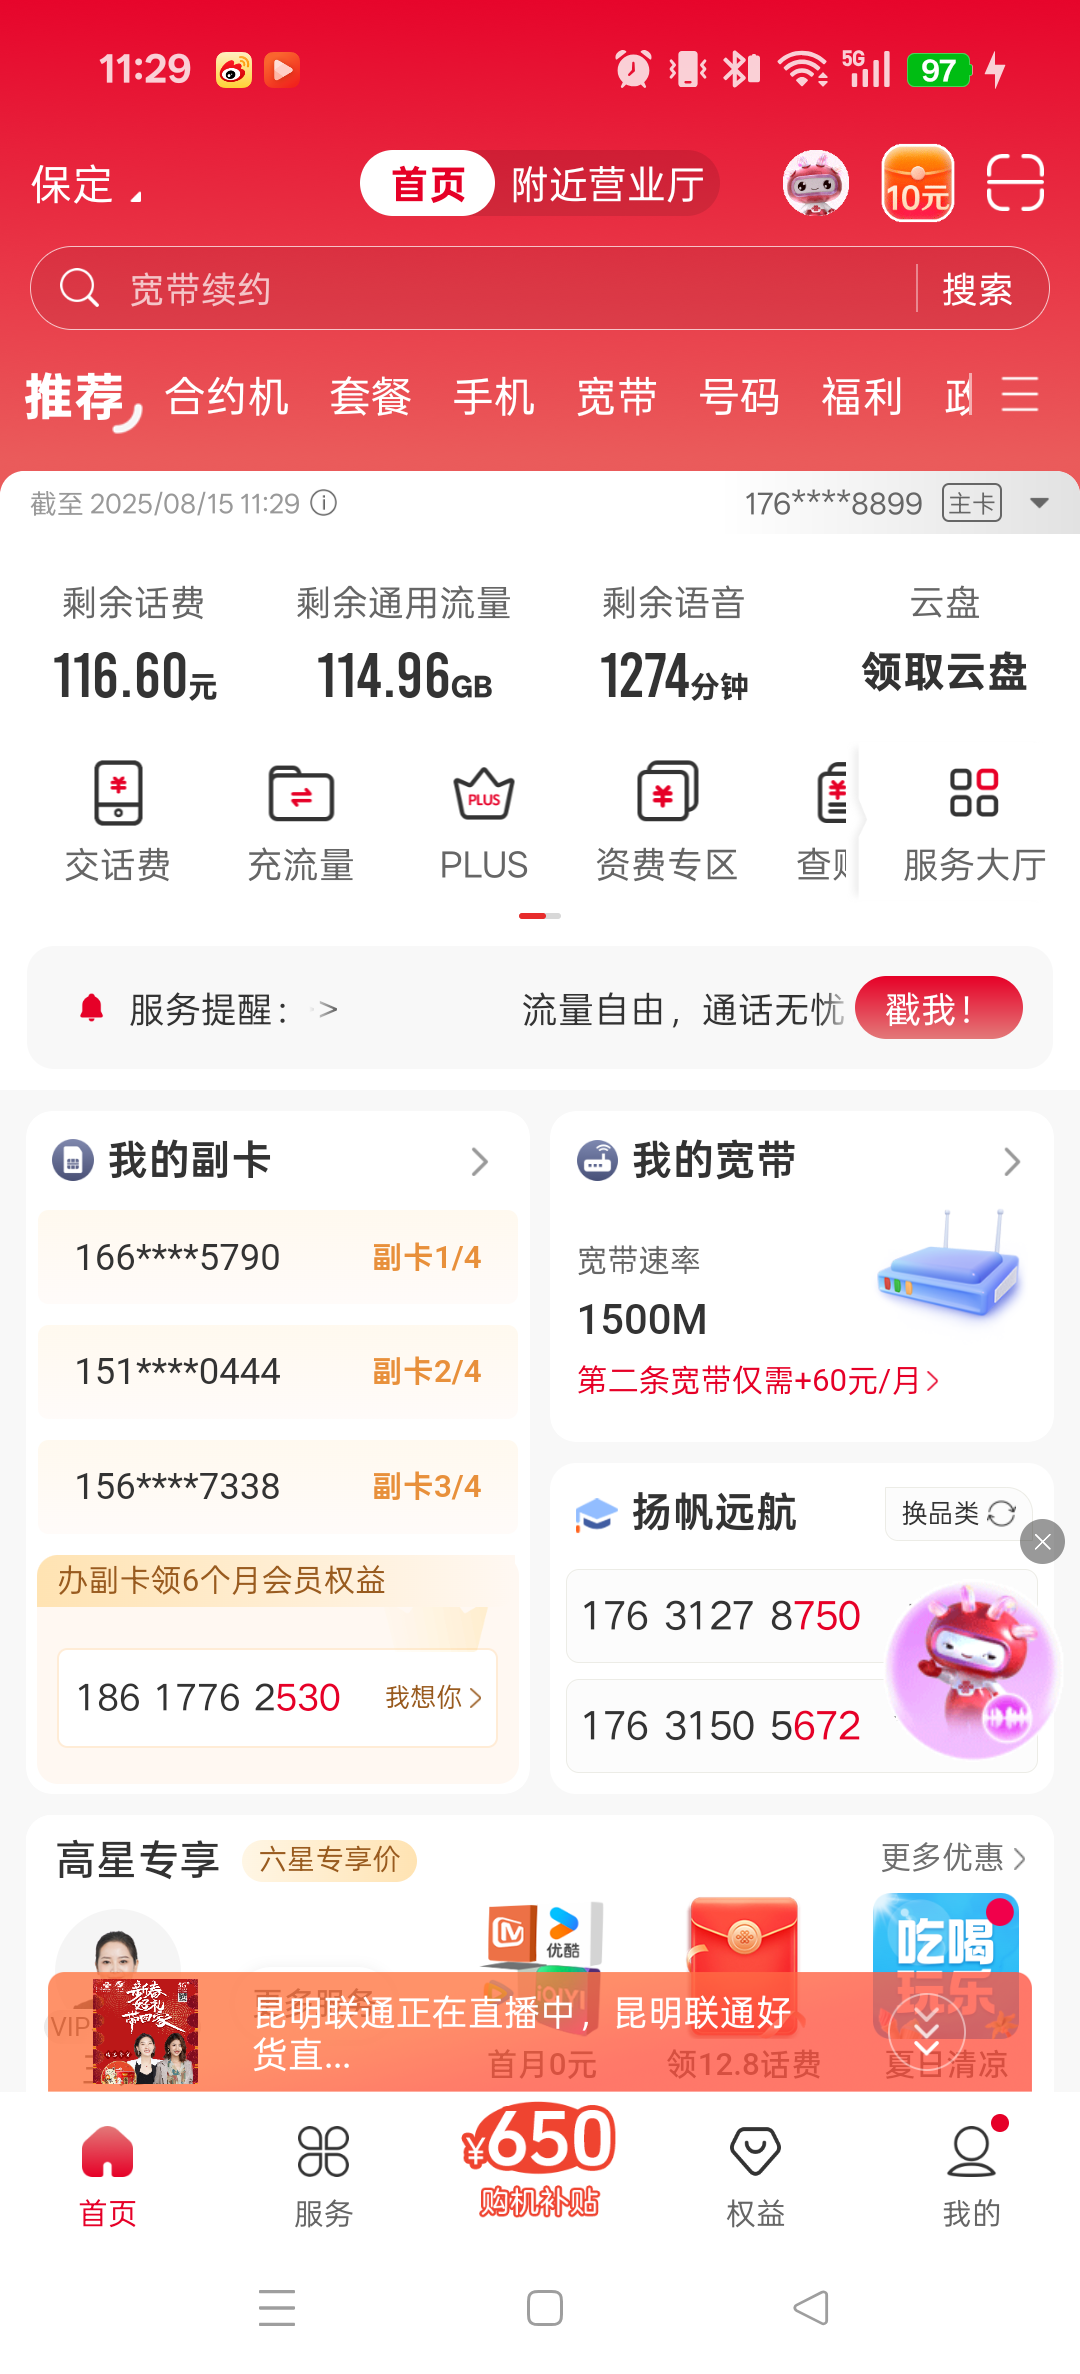 11:29
5G
97
保定
首页
附近营业厅
10元
宽带续约
搜索
推荐
合约机
套餐
手机
宽带
号码
福利
截至 2025/08/15 11:29
176****8899
主卡
剩余话费
剩余通用流量
剩余语音
云盘
116.60元
114.96GB
1274分钟
领取云盘
PLUS
交话费
充流量
PLUS
资费专区
服务大厅
服务提醒：
>
流量自由，通话无忧
戳我！
我的副卡
166****5790
副卡1/4
151****0444
副卡2/4
156****7338
副卡3/4
办副卡领6个月会员权益
186 1776 2530
我想你
我的宽带
宽带速率
1500M
第二条宽带仅需+60元/月
扬帆远航
换品类
176 3127 8750
176 3150 5672
高星专享
六星专享价
更多优惠
优酷
吃喝
玩乐
VIP
新春
好礼
带回家
昆明联通正在直播中，昆明联通好
货直...
首月0元
领12.8话费
夏日清凉
首页
服务
¥650
购机补贴
权益
我的